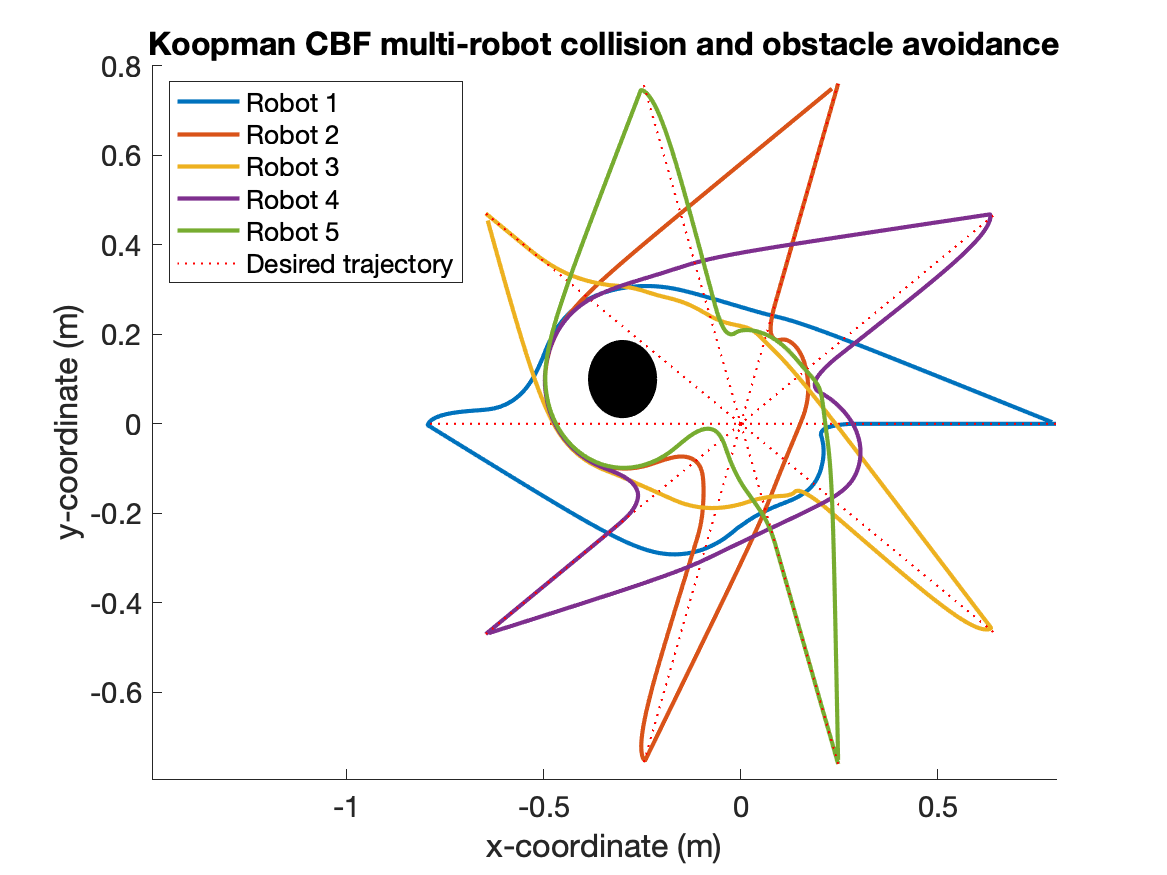 Koopman CBF multi-robot collision and obstacle avoidance
0.8
0.6
0.4
0.2
0
-0.2
-0.4
-0.6
y-coordinate (m)
Robot 1
Robot 2
Robot 3
Robot 4
Robot 5
Desired trajectory
-1
-0.5
0
0.5
x-coordinate (m)